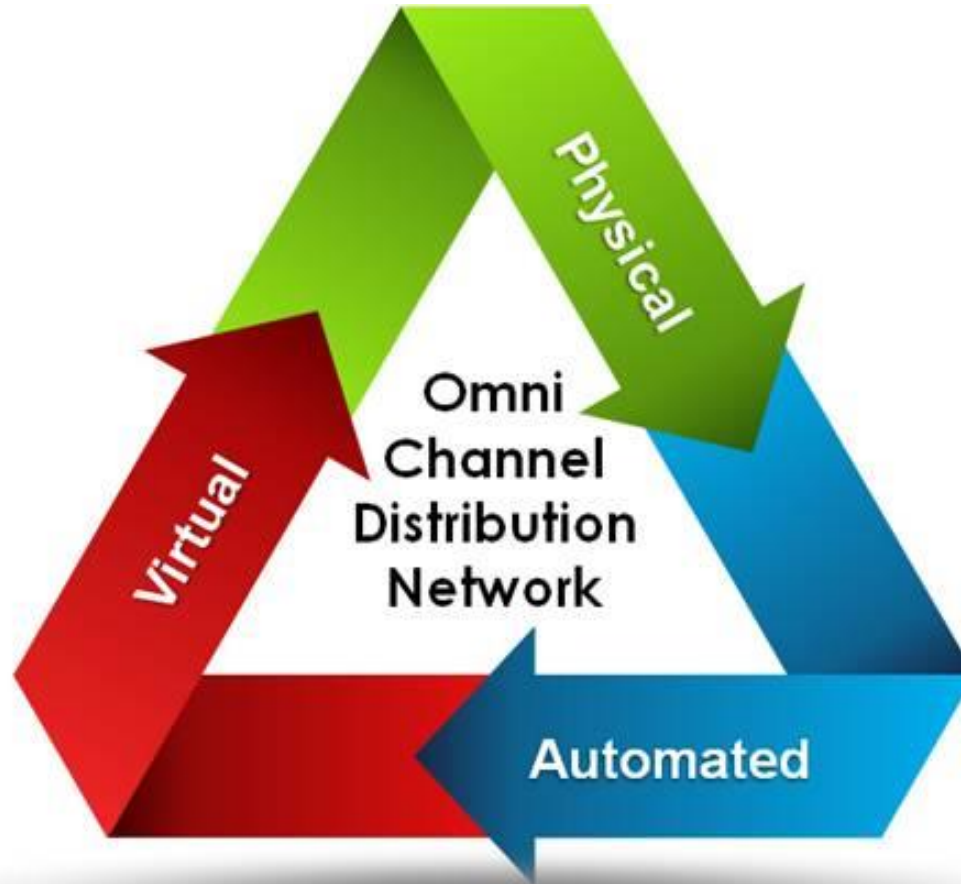 Physical
Omni
Channel
Distribution
Network
Virtual
Automated